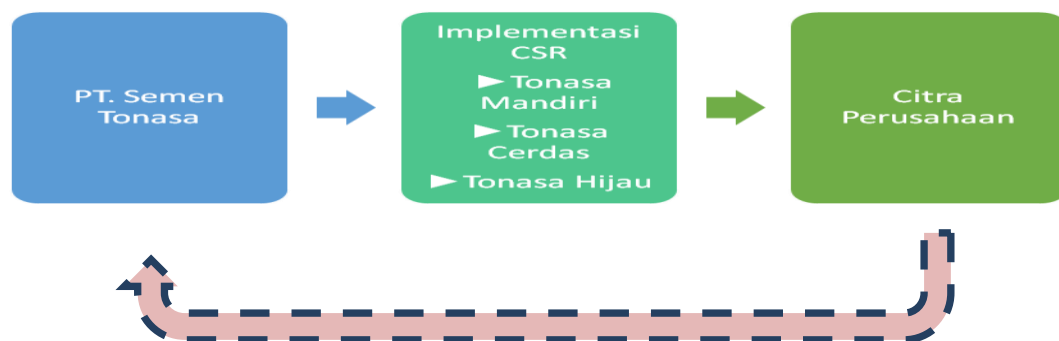 PT. Semen
Tonasa
Implementasi
CSR
► Tonasa
Mandiri
► Tonasa
Cerdas
► Tonasa Hijau
Citra
Perusahaan